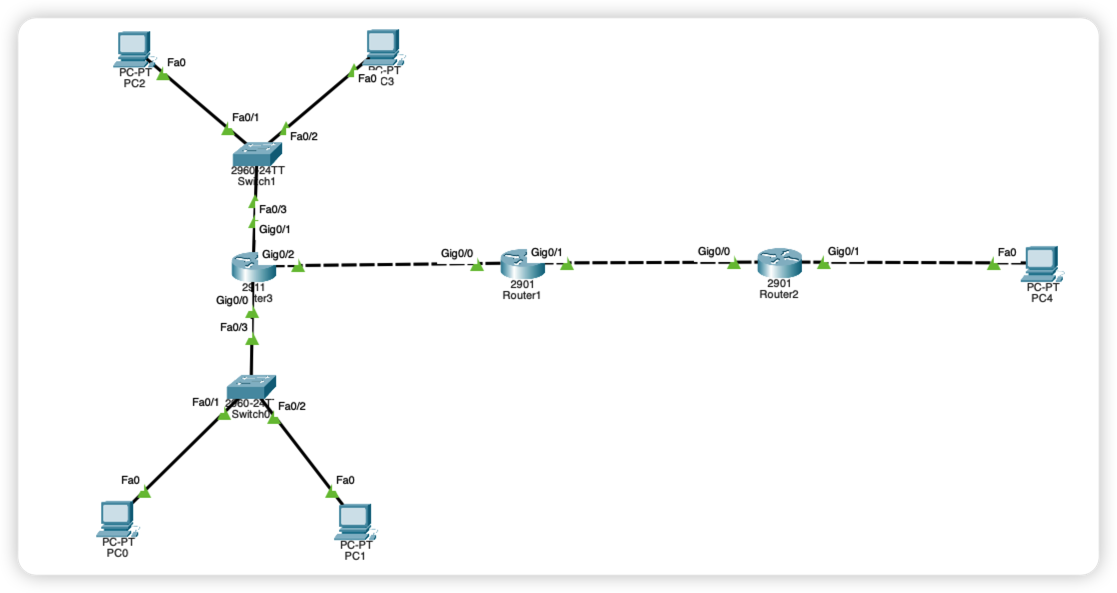 PC-PT
PC2
Fa0
PC-PT
C3
Fa0
Fa0/1
Fa0/2
2960-24TT
Switch1
Fa0/3
Gig0/1
Gig0/2
2911
ter3
Gig0/0
Fa0/3
Gig0/0
Gig0/1
2901
Router1
Gig0/0
Gig0/1
2901
Router2
Fa0
PC-PT
PC4
Fa0/1
Fa0/2
2960-24T
Switch0
Fa0
PC-PT
PC0
Fa0
PC-PT
PC1